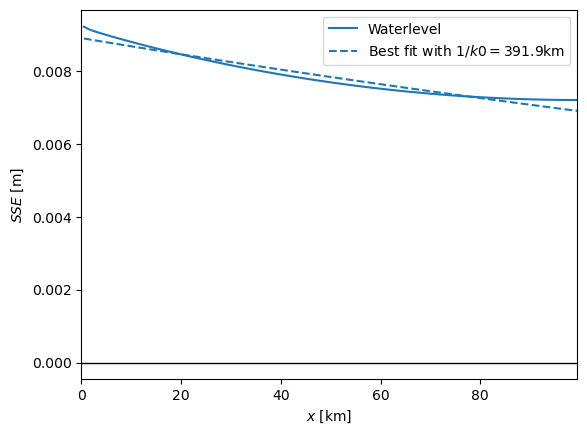 Waterlevel
Best fit with 1/k0 = 391.9km
0.008
0.006
0.004
0.002
0.000
SSE [m]
0 20 40 60 80
x [km]